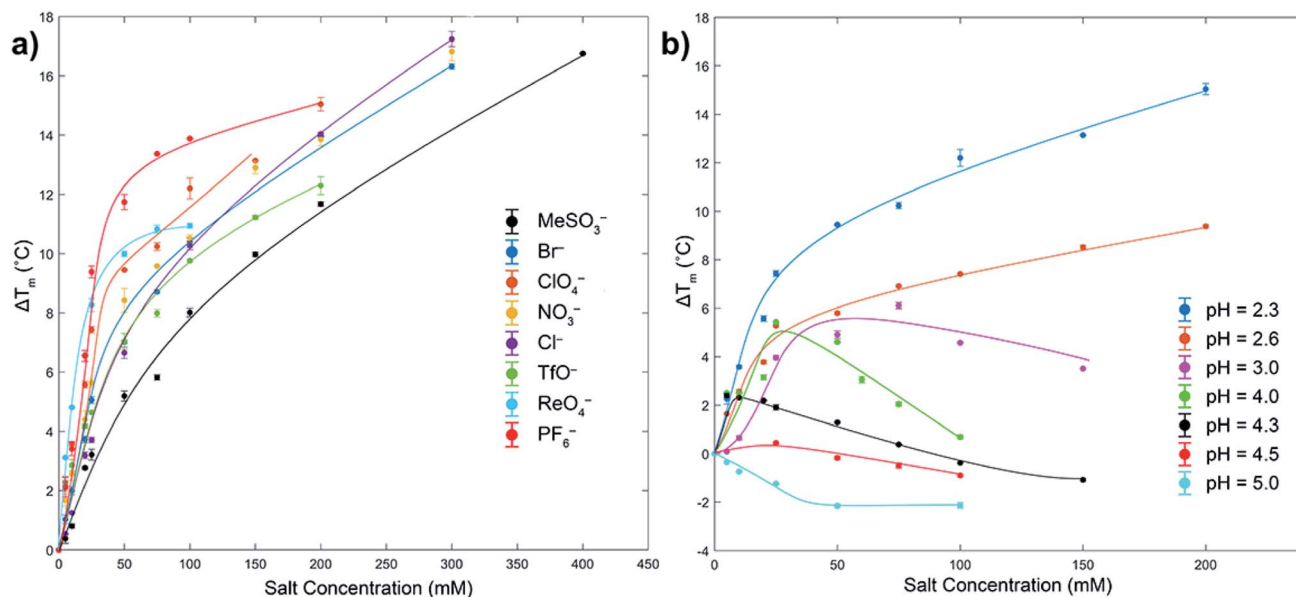 a)
18
16
14
12
10
8
6
4
2
0
ΔTm (°C)
0 50 100 150 200 250 300 350 400 450
Salt Concentration (mM)
MeSO₃⁻
Br⁻
ClO₄⁻
NO₃⁻
Cl⁻
TfO⁻
ReO₄⁻
PF₆⁻
b)
18
16
14
12
10
8
6
4
2
0
-2
-4
ΔTm (°C)
0 50 100 150 200
Salt Concentration (mM)
pH = 2.3
pH = 2.6
pH = 3.0
pH = 4.0
pH = 4.3
pH = 4.5
pH = 5.0